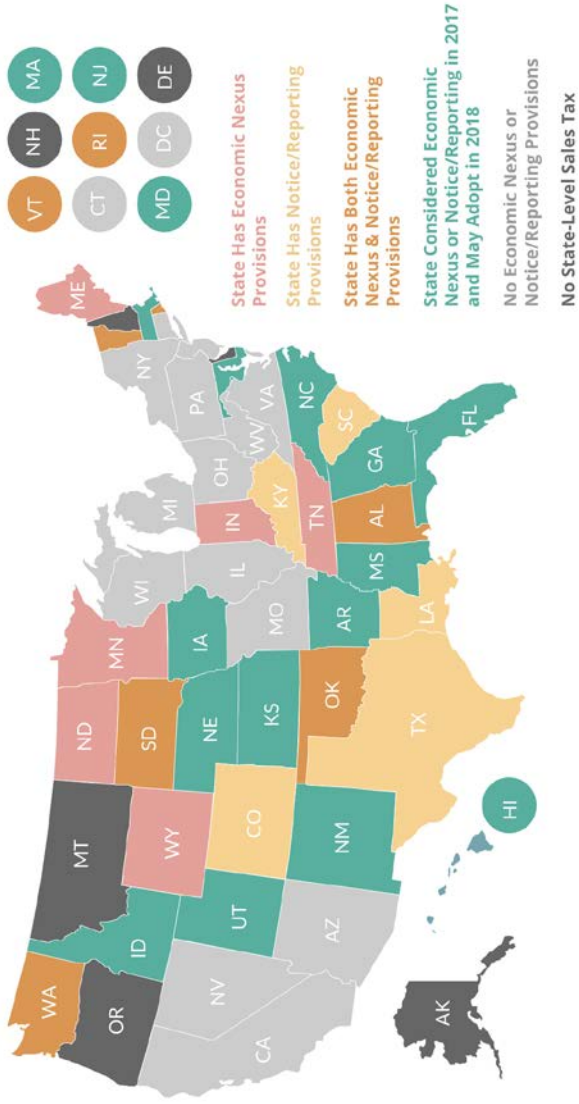 WA
OR
CA
NV
ID
MT
WY
UT
AZ
CO
NM
ND
SD
NE
KS
OK
TX
MN
IA
MO
AR
LA
WI
IL
MI
IN
OH
KY
TN
MS
AL
GA
FL
SC
NC
VA
WV
PA
NY
ME
AK
HI
VT
NH
MA
CT
RI
NJ
MD
DC
DE
State Has Economic Nexus
Provisions
State Has Notice/Reporting
Provisions
State Has Both Economic
Nexus & Notice/Reporting
Provisions
State Considered Economic
Nexus or Notice/Reporting in 2017
and May Adopt in 2018
No Economic Nexus or
Notice/Reporting Provisions
No State-Level Sales Tax